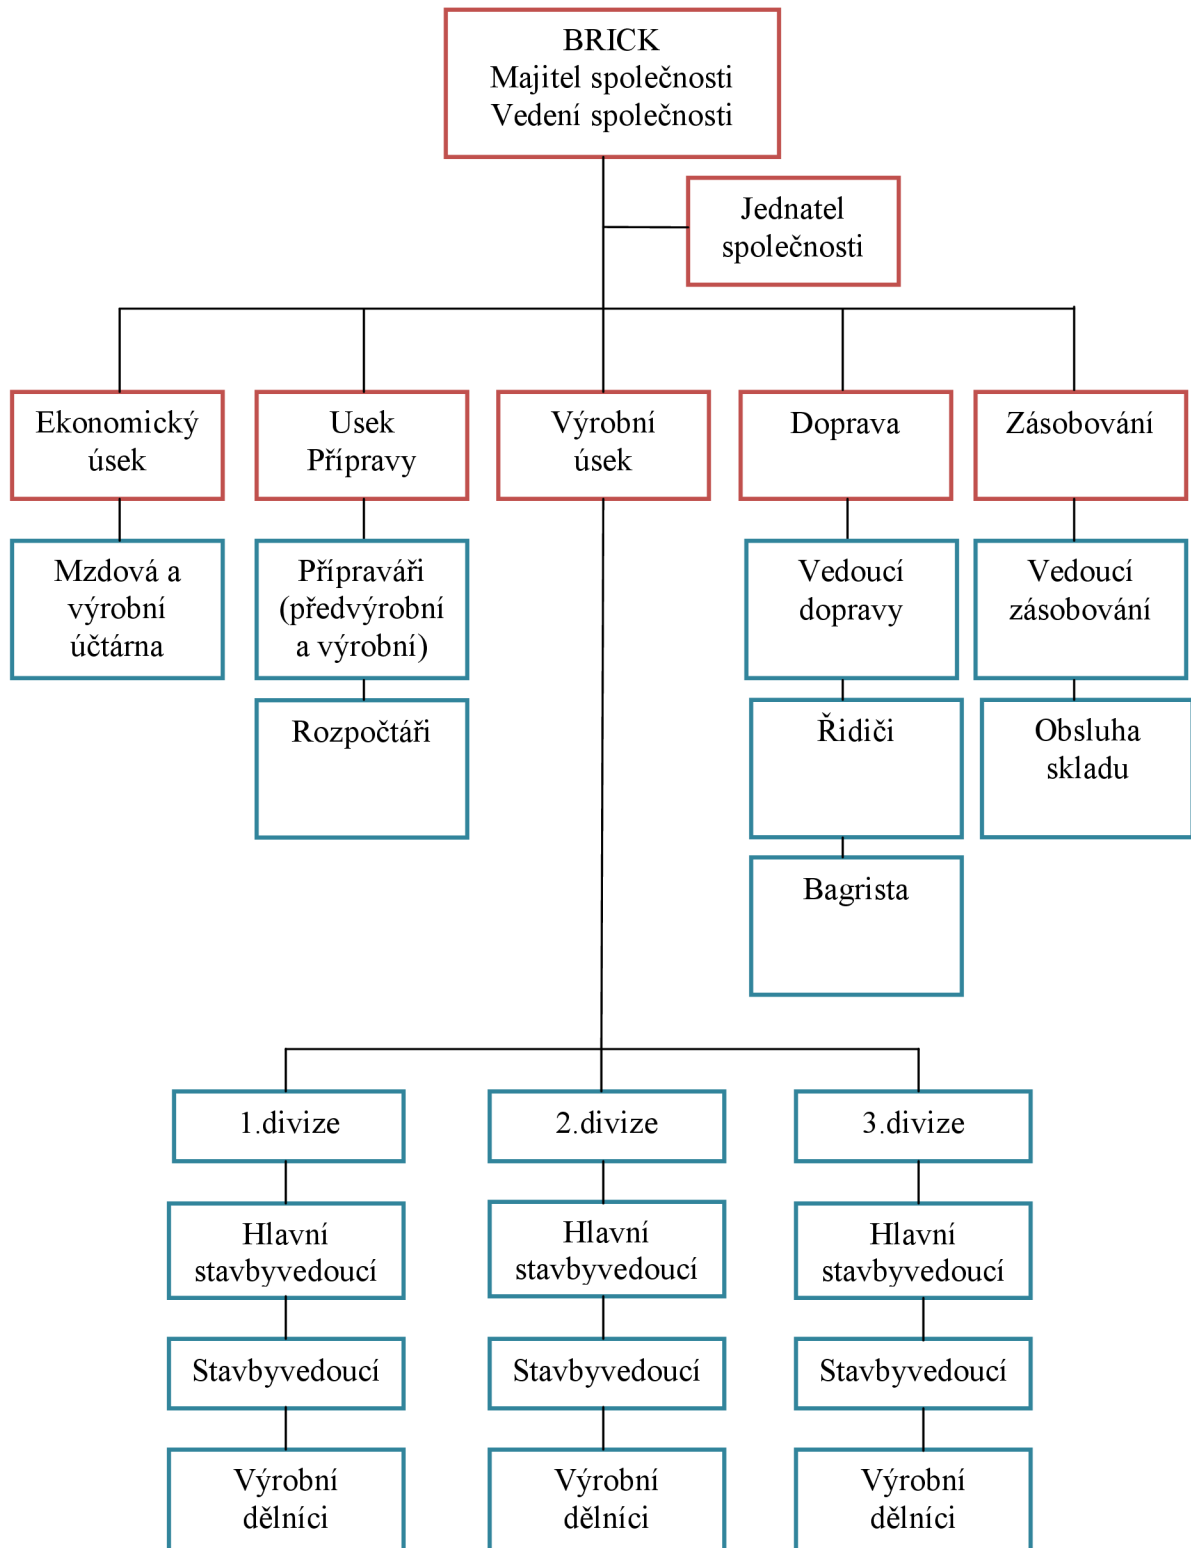 BRICK
Majitel společnosti
Vedení společnosti
Jednatel
společnosti
Ekonomický
úsek
Usek
Přípravy
Výrobní
úsek
Doprava
Zásobování
Mzdová a
výrobní
účtárna
Přípraváři
(předvýrobní
a výrobní)
Vedoucí
dopravy
Vedoucí
zásobování
Rozpočtáři
Řidiči
Obsluha
skladu
Bagrista
1.divize
2.divize
3.divize
Hlavní
stavbyvedoucí
Hlavní
stavbyvedoucí
Hlavní
stavbyvedoucí
Stavbyvedoucí
Stavbyvedoucí
Stavbyvedoucí
Výrobní
dělníci
Výrobní
dělníci
Výrobní
dělníci